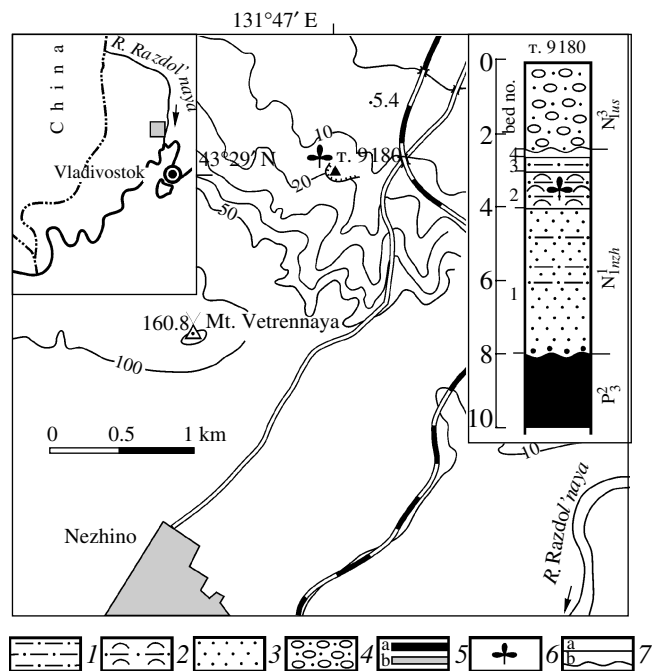 131°47′ E
China
R. Razdol’naya
Vladivostok
43°29′ N
5.4
10
т. 9180
20
50
160.8
Mt. Vetrennaya
100
0 0.5 1 km
Nezhino
10
R. Razdol’naya
т. 9180
bed no.
0
2
4
6
8
10
4
3
2
1
N₁³us
N₁¹nzh
P₃²
1
2
3
4
a
b
5
6
a
b
7